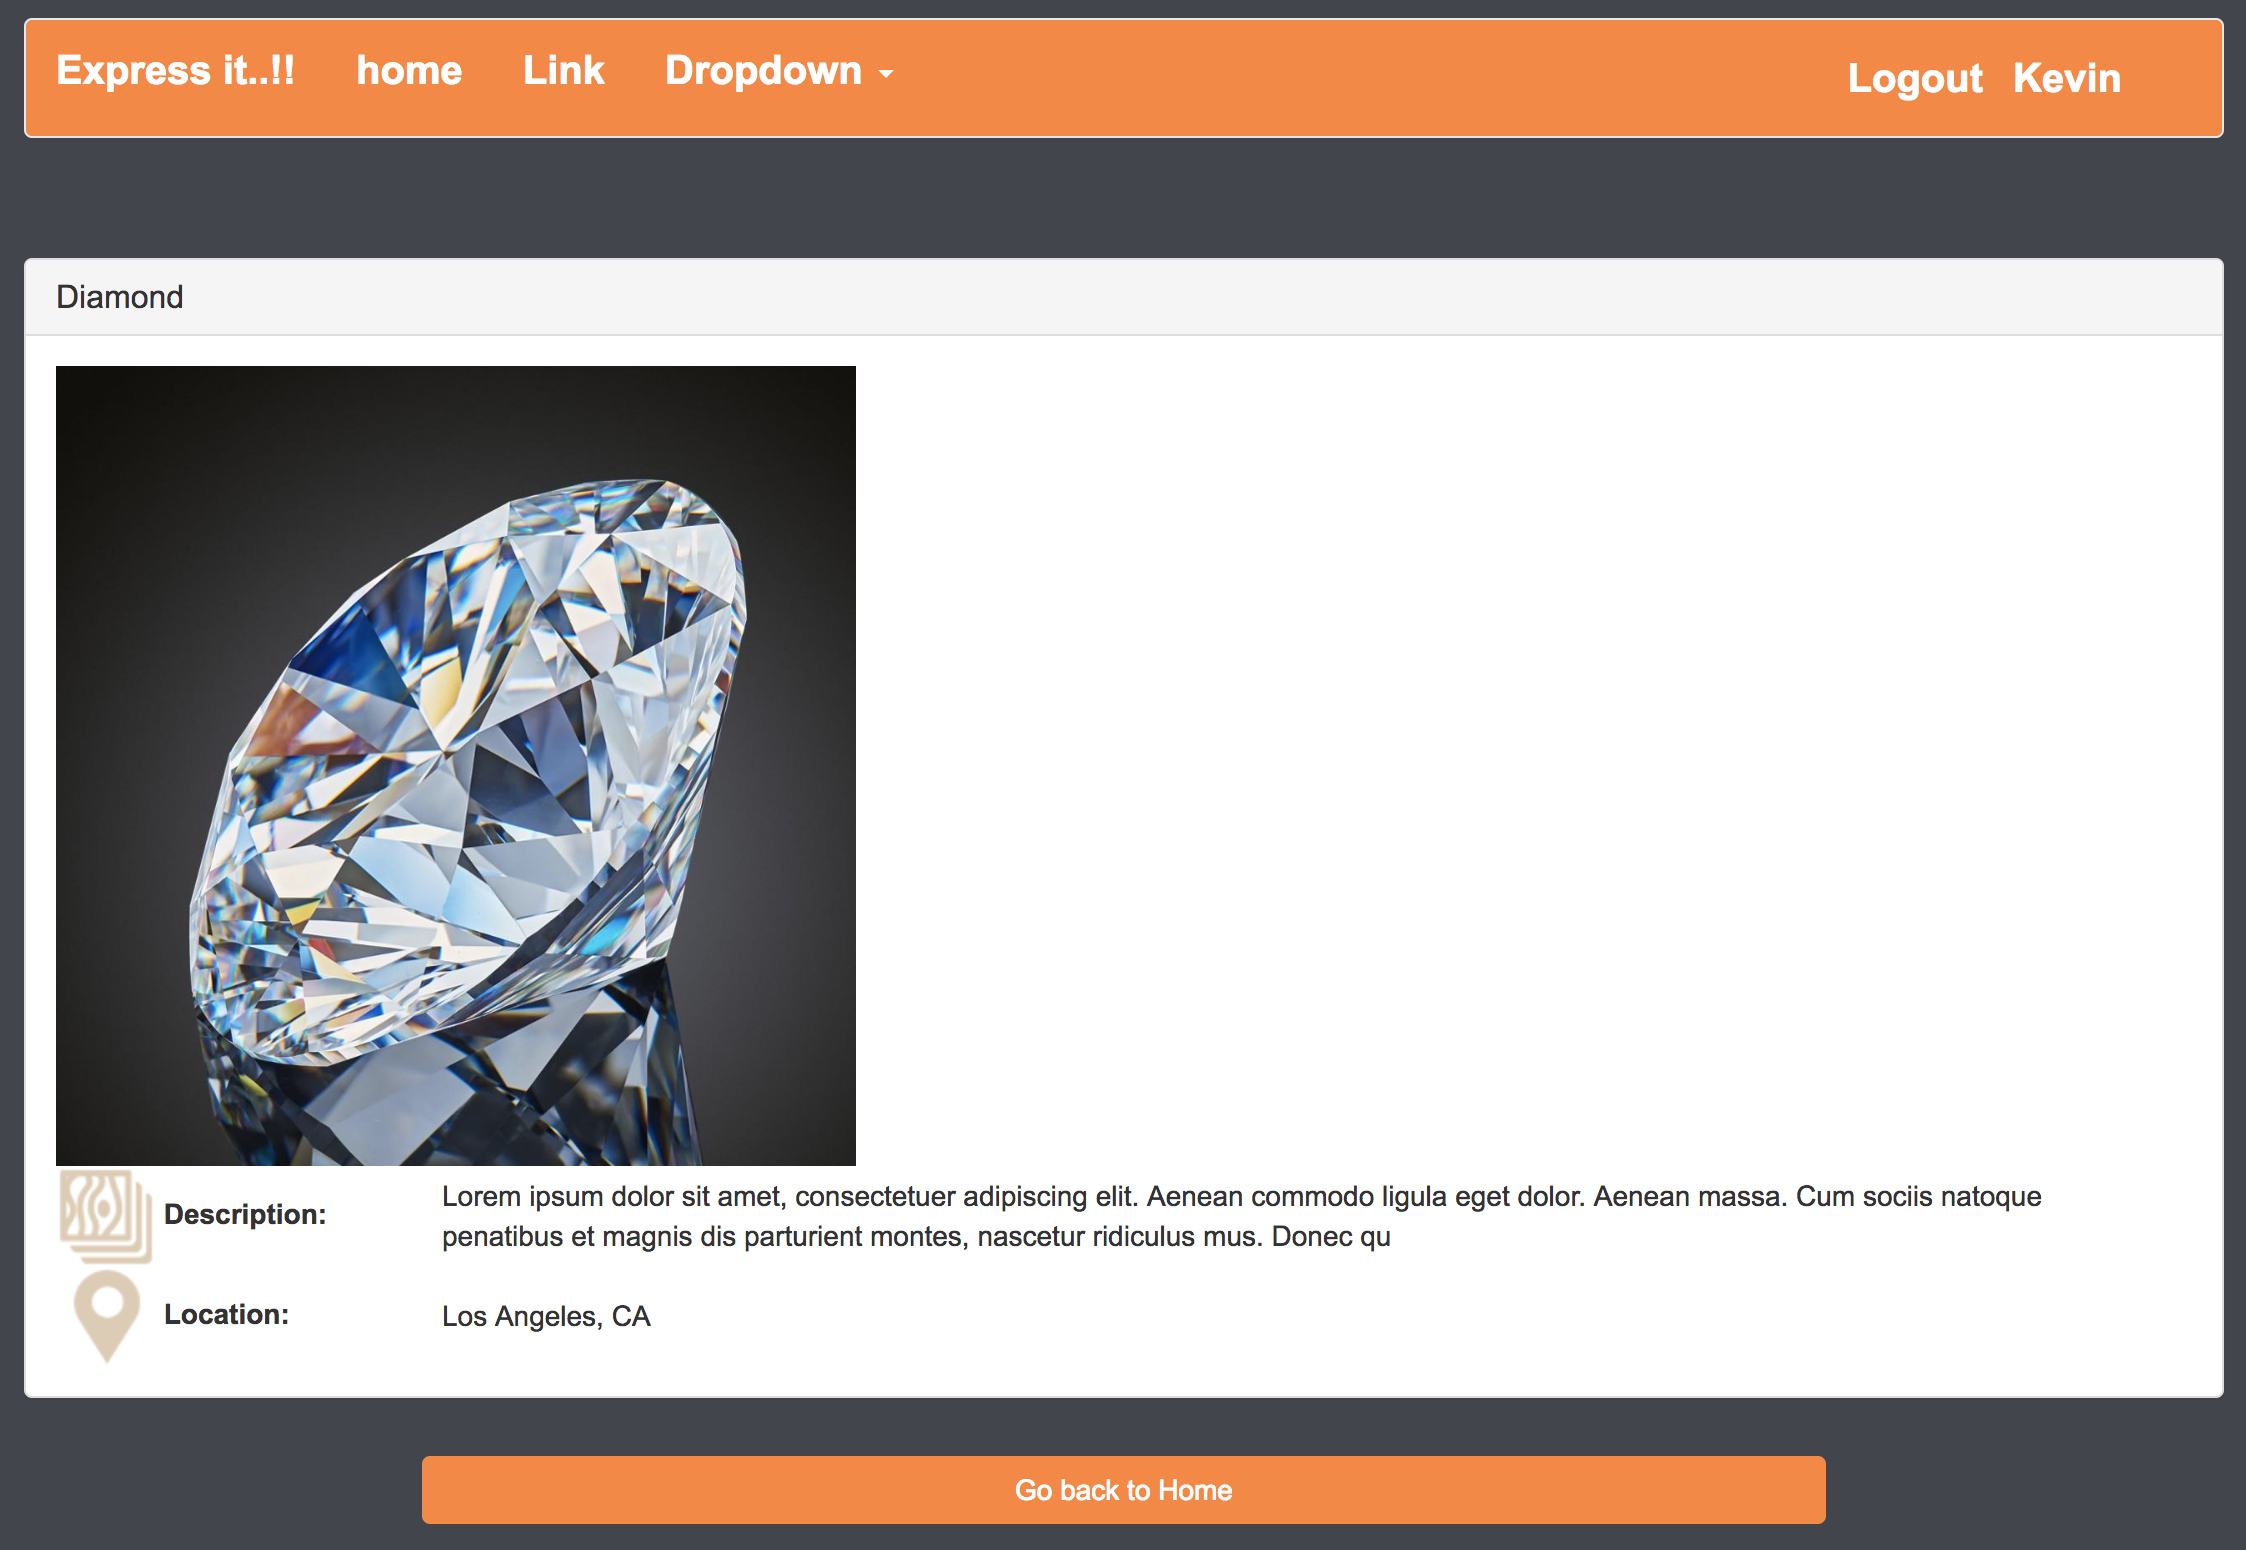 Express it..!! home Link Dropdown Logout Kevin
Diamond
Description: Lorem ipsum dolor sit amet, consectetuer adipiscing elit. Aenean commodo ligula eget dolor. Aenean massa. Cum sociis natoque
penatibus et magnis dis parturient montes, nascetur ridiculus mus. Donec qu
Location: Los Angeles, CA
Go back to Home